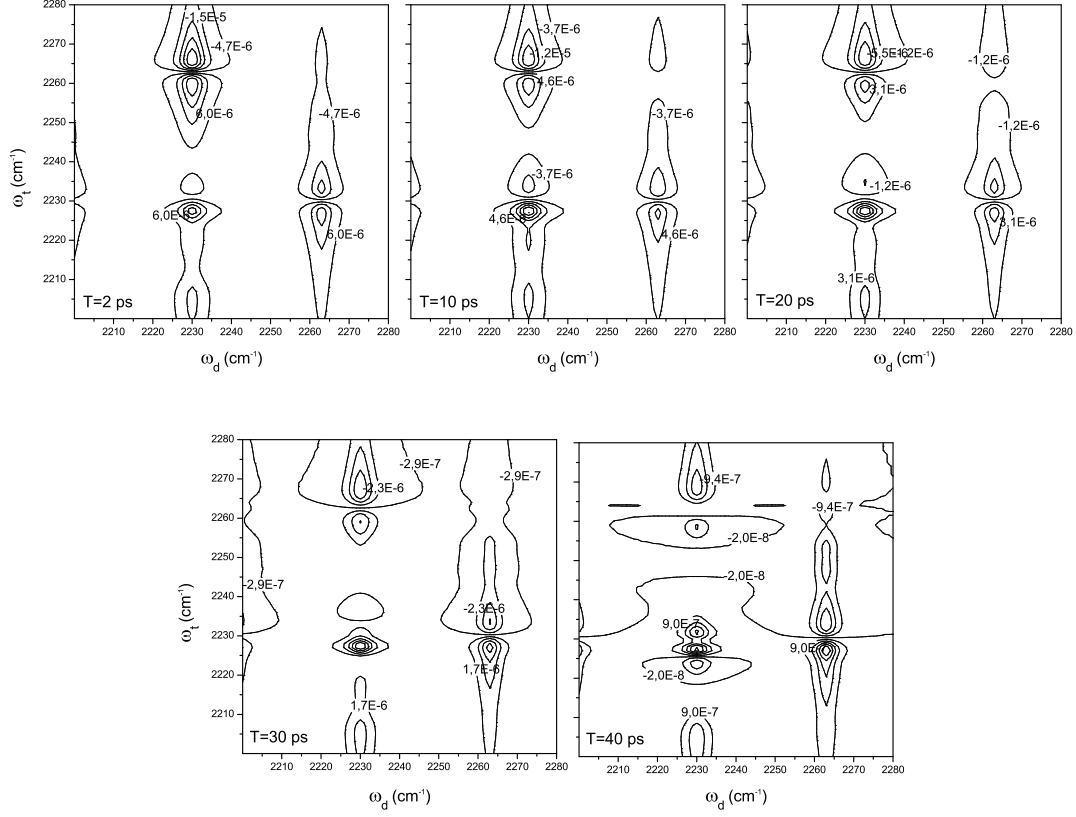 2280
2270
2260
2250
2240
2230
2220
2210
ω_t (cm⁻¹)
-1,5E-5
-4,7E-6
6,0E-6
-4,7E-6
6,0E-6
6,0E-6
T=2 ps
2210 2220 2230 2240 2250 2260 2270 2280
ω_d (cm⁻¹)
-3,7E-6
-1,2E-5
4,6E-6
-3,7E-6
-3,7E-6
4,6E-6
4,6E-6
T=10 ps
2210 2220 2230 2240 2250 2260 2270 2280
ω_d (cm⁻¹)
-5,5E-6
-1,2E-6
-1,2E-6
3,1E-6
-1,2E-6
-1,2E-6
3,1E-6
3,1E-6
T=20 ps
2210 2220 2230 2240 2250 2260 2270 2280
ω_d (cm⁻¹)
2280
2270
2260
2250
2240
2230
2220
2210
ω_t (cm⁻¹)
-2,9E-7
-2,9E-7
-2,3E-6
-2,9E-7
-2,3E-6
1,7E-6
1,7E-6
T=30 ps
2210 2220 2230 2240 2250 2260 2270 2280
ω_d (cm⁻¹)
-9,4E-7
-9,4E-7
-2,0E-8
-2,0E-8
9,0E-7
9,0E
-2,0E-8
9,0E-7
T=40 ps
2210 2220 2230 2240 2250 2260 2270 2280
ω_d (cm⁻¹)